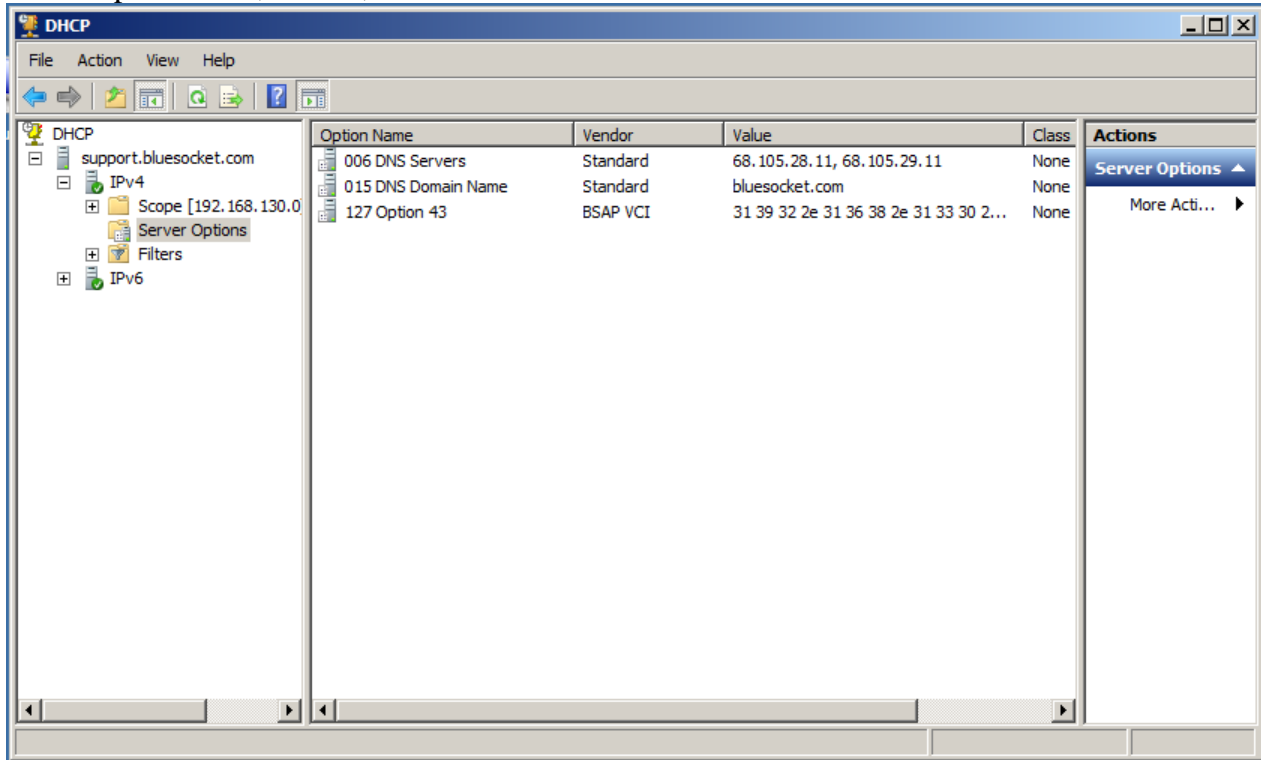 DHCP
File Action View Help
DHCP
support.bluesocket.com
IPv4
Scope [192.168.130.0]
Server Options
Filters
IPv6
Option Name Vendor Value Class
006 DNS Servers Standard 68.105.28.11, 68.105.29.11 None
015 DNS Domain Name Standard bluesocket.com None
127 Option 43 BSAP VCI 31 39 32 2e 31 36 38 2e 31 33 30 2... None
Actions
Server Options
More Acti...